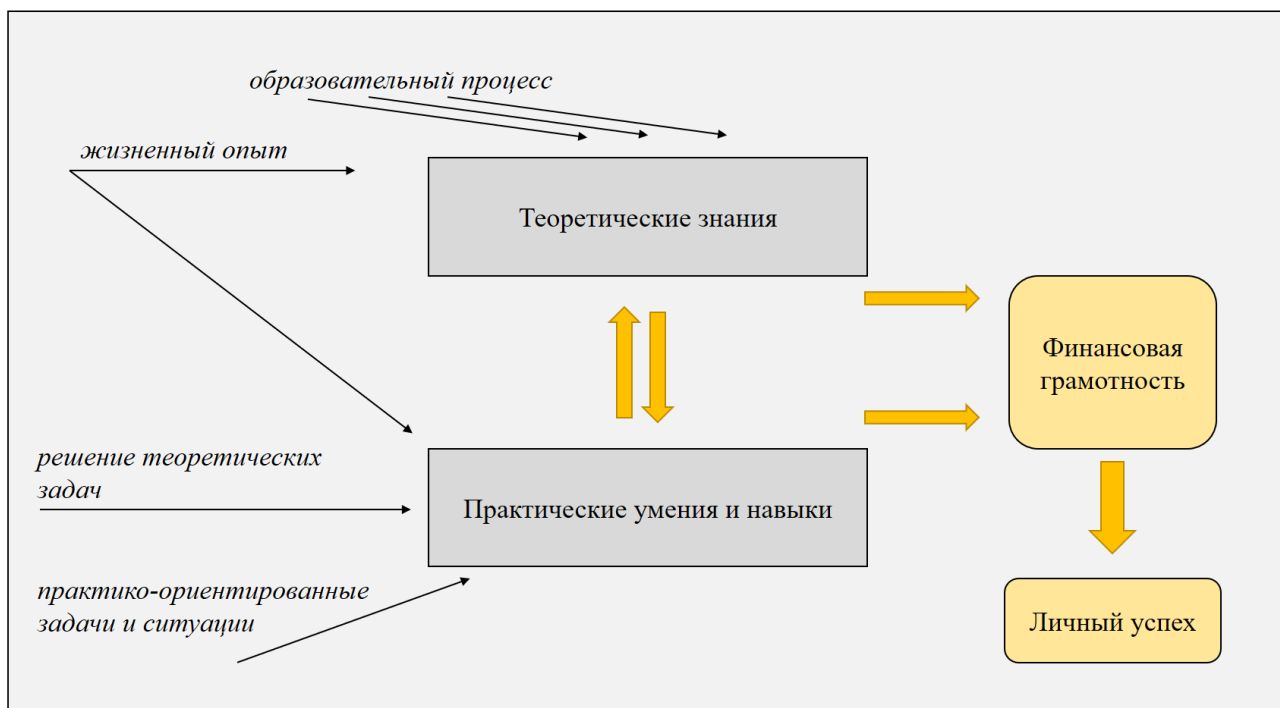 образовательный процесс
жизненный опыт
Теоретические знания
Финансовая
грамотность
решение теоретических
задач
Практические умения и навыки
практико-ориентированные
задачи и ситуации
Личный успех